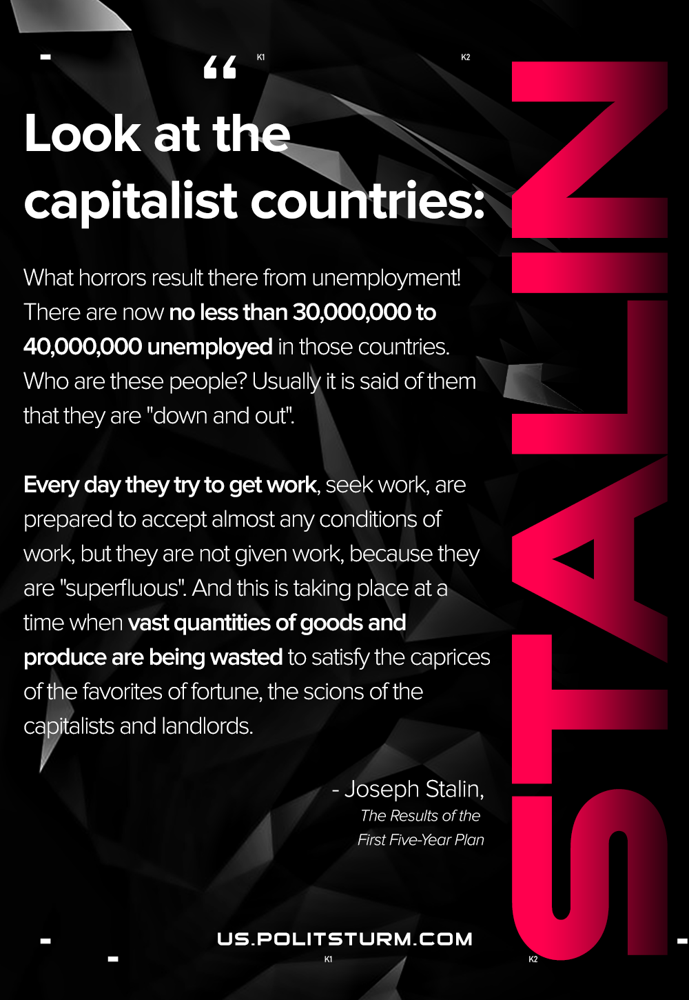 K1 K2
“
Look at the
capitalist countries:
What horrors result there from unemployment!
There are now no less than 30,000,000 to
40,000,000 unemployed in those countries.
Who are these people? Usually it is said of them
that they are "down and out".
Every day they try to get work, seek work, are
prepared to accept almost any conditions of
work, but they are not given work, because they
are "superfluous". And this is taking place at a
time when vast quantities of goods and
produce are being wasted to satisfy the caprices
of the favorites of fortune, the scions of the
capitalists and landlords.
- Joseph Stalin,
The Results of the
First Five-Year Plan
US.POLITSTURM.COM
K1 K2
STALIN